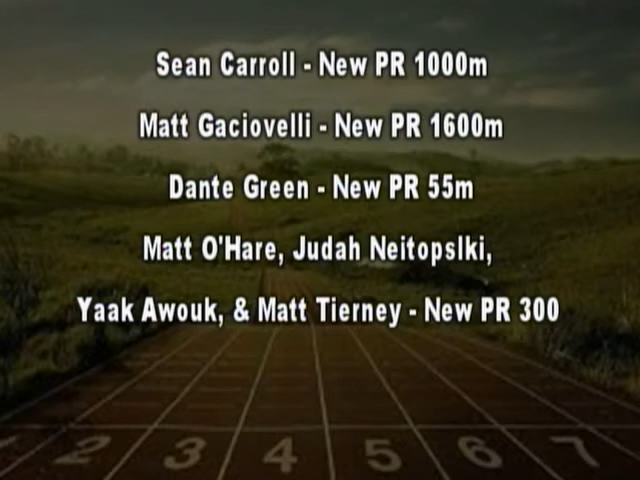 Sean Carroll - New PR 1000m
Matt Gaciovelli - New PR 1600m
Dante Green - New PR 55m
Matt O'Hare, Judah Neitopslki,
Yaak Awouk, & Matt Tierney - New PR 300
2 3 4 5 6 7